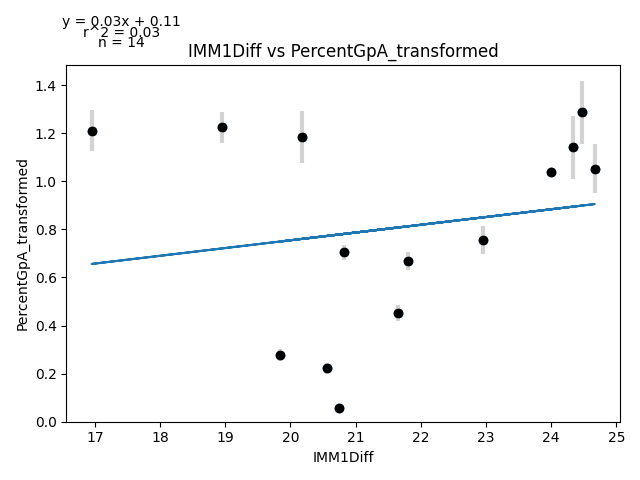 y = 0.03x + 0.11
r^2 = 0.03
n = 14
IMM1Diff vs PercentGpA_transformed
1.4
1.2
1.0
0.8
0.6
0.4
0.2
0.0
PercentGpA_transformed
17 18 19 20 21 22 23 24 25
IMM1Diff